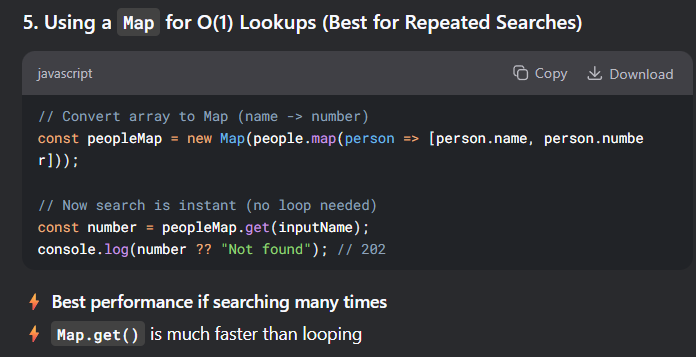 5. Using a Map for O(1) Lookups (Best for Repeated Searches)
javascript
Copy
Download
// Convert array to Map (name -> number)
const peopleMap = new Map(people.map(person => [person.name, person.numbe
r]));
// Now search is instant (no loop needed)
const number = peopleMap.get(inputName);
console.log(number ?? "Not found"); // 202
⚡ Best performance if searching many times
⚡ Map.get() is much faster than looping